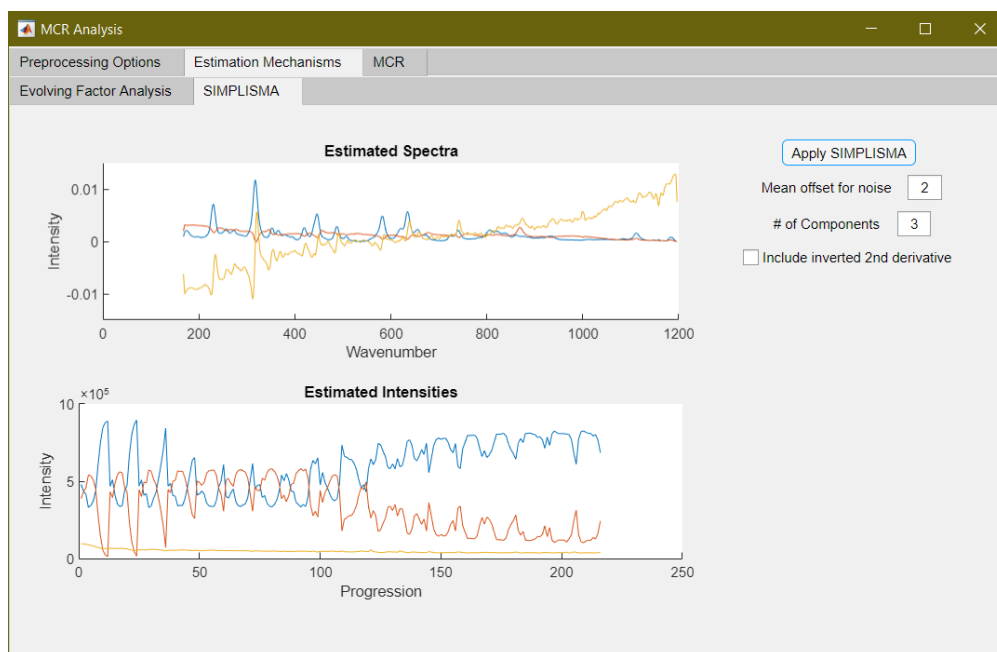 MCR Analysis
Preprocessing Options Estimation Mechanisms MCR
Evolving Factor Analysis SIMPLISMA
Estimated Spectra
0.01
0
-0.01
Intensity
0 200 400 600 800 1000 1200
Wavenumber
Apply SIMPLISMA
Mean offset for noise 2
# of Components 3
Include inverted 2nd derivative
Estimated Intensities
×10⁵
10
5
0
Intensity
0 50 100 150 200 250
Progression